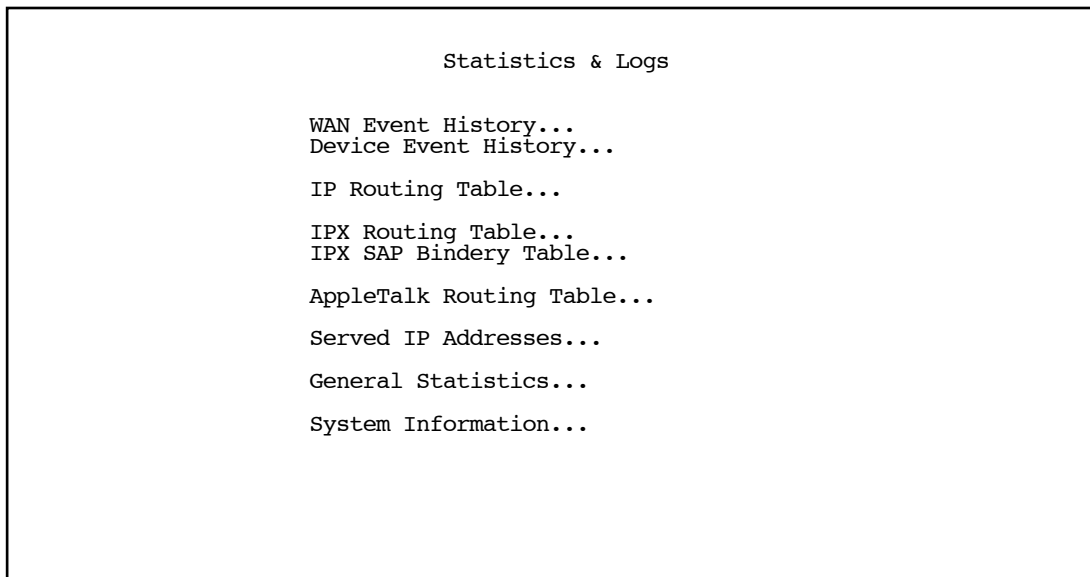 Statistics & Logs
WAN Event History...
Device Event History...
IP Routing Table...
IPX Routing Table...
IPX SAP Bindery Table...
AppleTalk Routing Table...
Served IP Addresses...
General Statistics...
System Information...